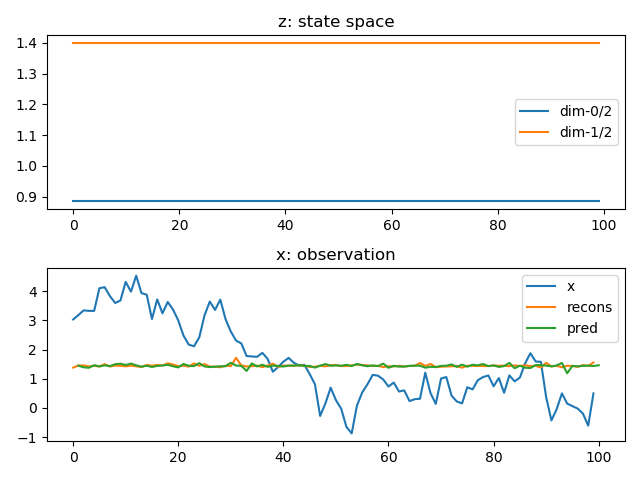 z: state space
1.4
1.3
1.2
1.1
1.0
0.9
dim-0/2
dim-1/2
0 20 40 60 80 100
x: observation
4
3
2
1
0
−1
x
recons
pred
0 20 40 60 80 100